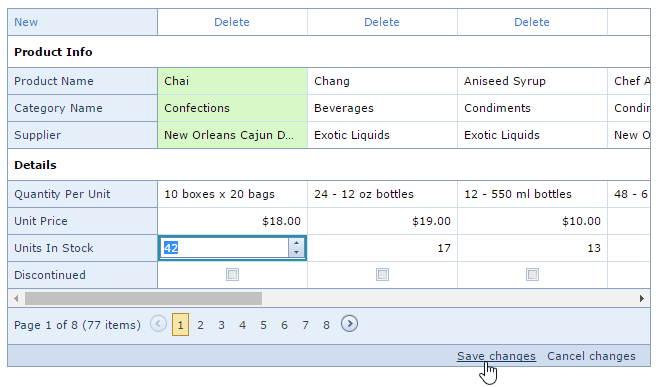 New Delete Delete Delete
Product Info
Product Name Chai Chang Aniseed Syrup Chef A
Category Name Confections Beverages Condiments Condin
Supplier New Orleans Cajun D... Exotic Liquids Exotic Liquids New O
Details
Quantity Per Unit 10 boxes x 20 bags 24 - 12 oz bottles 12 - 550 ml bottles 48 - 6
Unit Price $18.00 $19.00 $10.00
Units In Stock 42 17 13
Discontinued
Page 1 of 8 (77 items) 1 2 3 4 5 6 7 8
Save changes Cancel changes